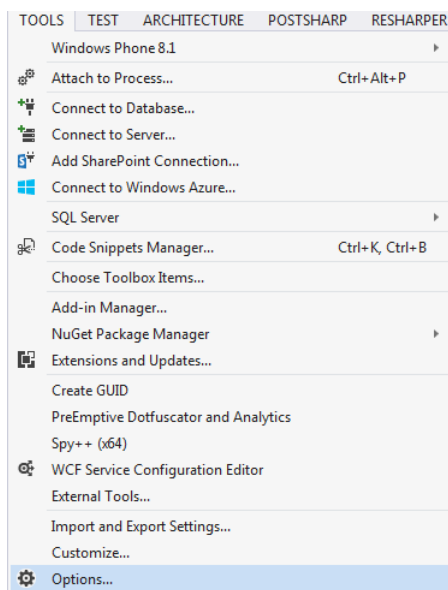 TOOLS TEST ARCHITECTURE POSTSHARP RESHARPER
Windows Phone 8.1
Attach to Process... Ctrl+Alt+P
Connect to Database...
Connect to Server...
Add SharePoint Connection...
Connect to Windows Azure...
SQL Server
Code Snippets Manager... Ctrl+K, Ctrl+B
Choose Toolbox Items...
Add-in Manager...
NuGet Package Manager
Extensions and Updates...
Create GUID
PreEmptive Dotfuscator and Analytics
Spy++ (x64)
WCF Service Configuration Editor
External Tools...
Import and Export Settings...
Customize...
Options...